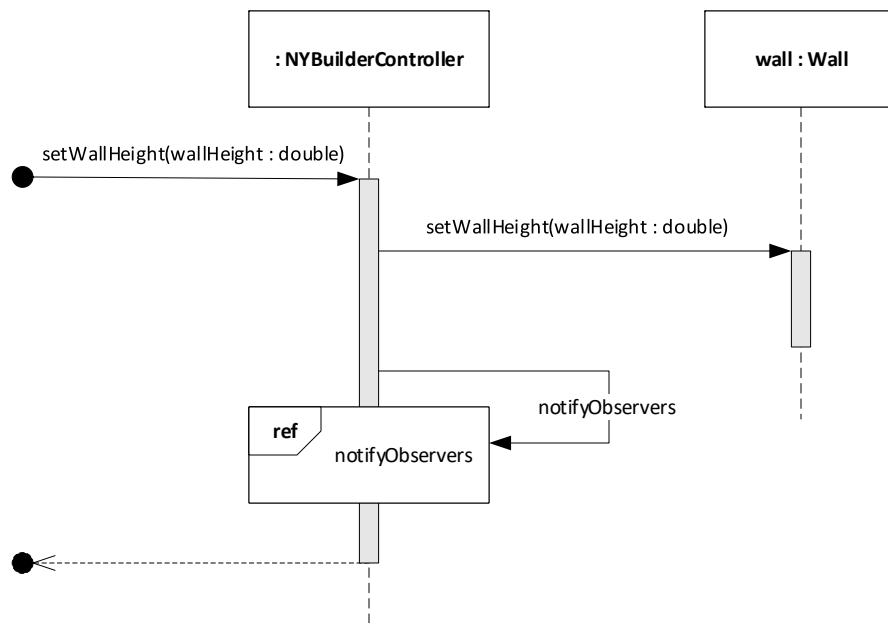 : NYBuilderController
wall : Wall
setWallHeight(wallHeight : double)
setWallHeight(wallHeight : double)
notifyObservers
ref
notifyObservers